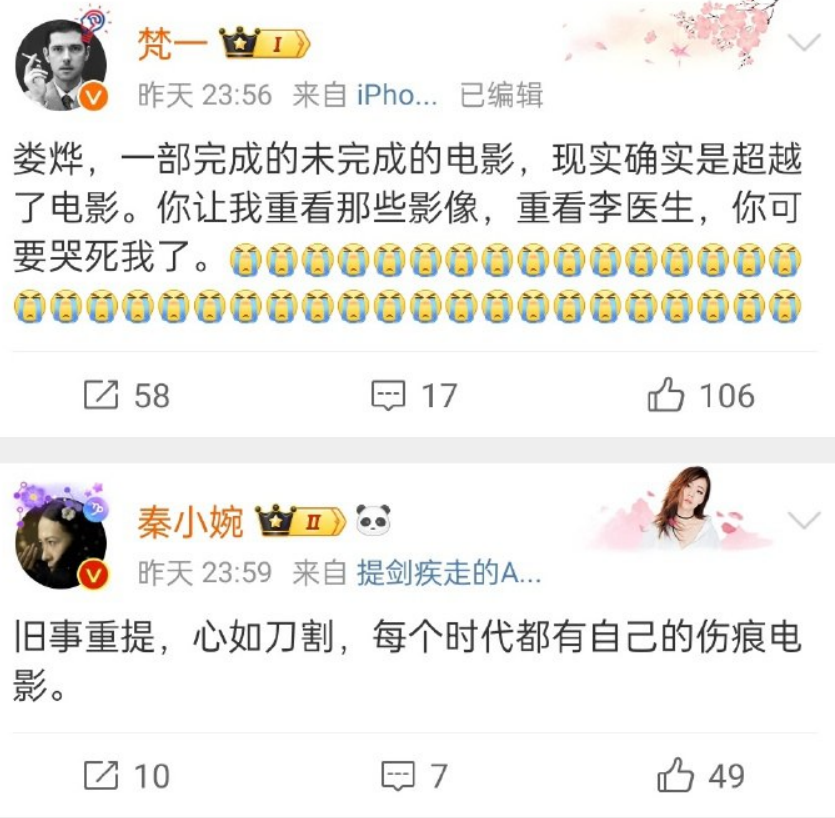 梵一 I
昨天 23:56 来自 iPho... 已编辑
娄烨，一部完成的未完成的电影，现实确实是超越
了电影。你让我重看那些影像，重看李医生，你可
要哭死我了。😭😭😭😭😭😭😭😭😭😭😭😭😭😭😭😭
😭😭😭😭😭😭😭😭😭😭😭😭😭😭😭😭😭😭😭😭😭😭
58 17 106
秦小婉 II 🐼
昨天 23:59 来自 提剑疾走的A...
旧事重提，心如刀割，每个时代都有自己的伤痕电
影。
10 7 49